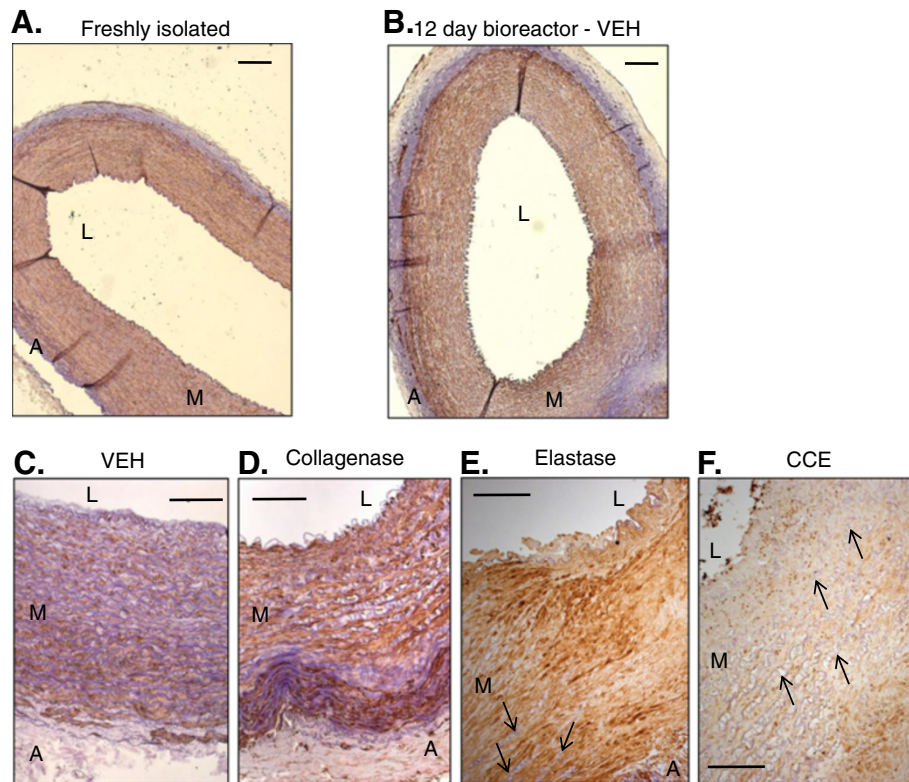 A. Freshly isolated
B. 12 day bioreactor - VEH
L
A
M
L
A
M
C. VEH
D. Collagenase
E. Elastase
F. CCE
L
M
A
L
M
A
L
M
A
L
M